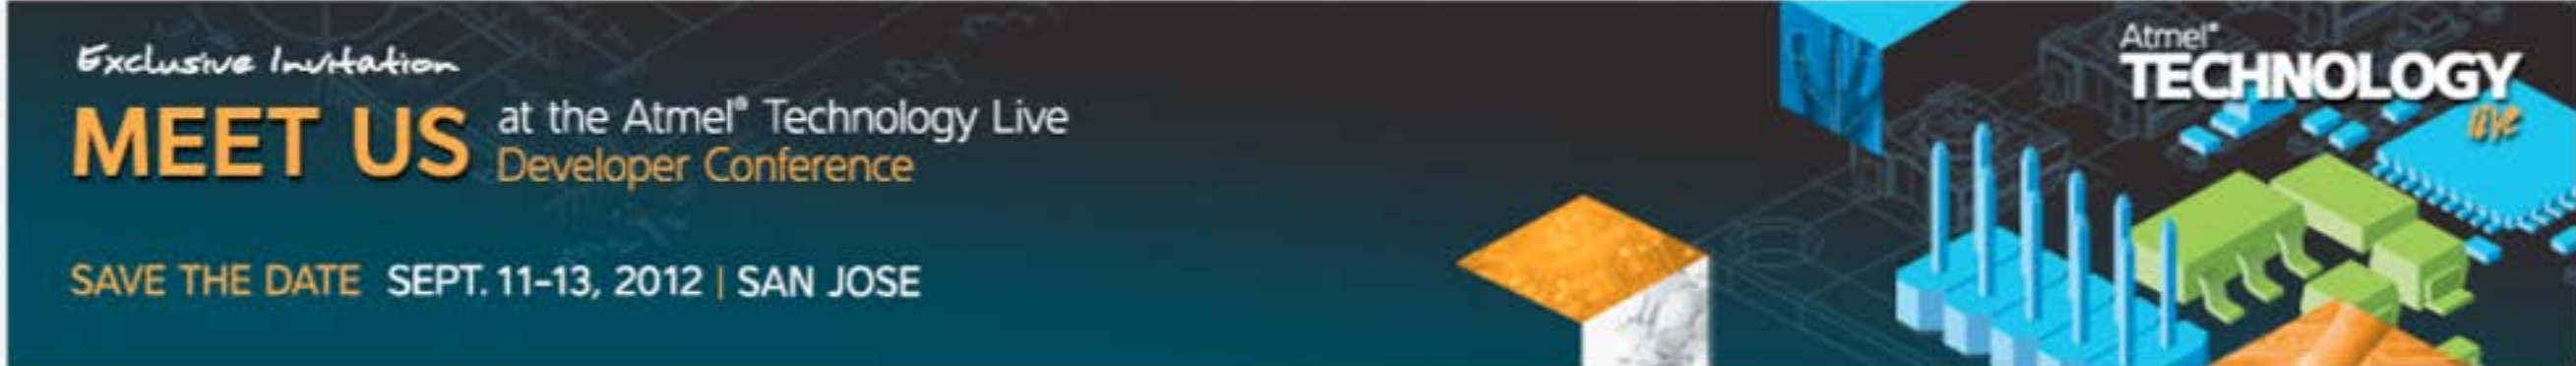 Exclusive Invitation
MEET US
at the Atmel® Technology Live
Developer Conference
SAVE THE DATE SEPT. 11-13, 2012 | SAN JOSE
Atmel®
TECHNOLOGY
live